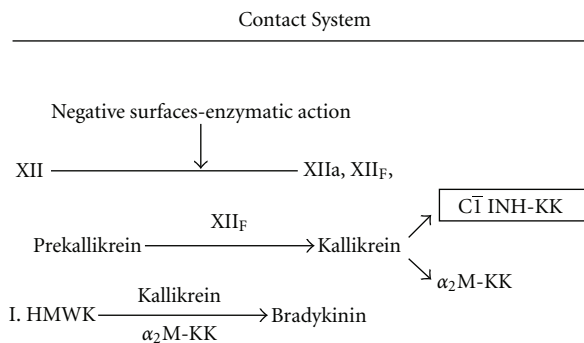 Contact System
Negative surfaces-enzymatic action
XII XIIa, XII_F,
XII_F
C1̅ INH-KK
Prekallikrein Kallikrein
α₂M-KK
Kallikrein
I. HMWK Bradykinin
α₂M-KK